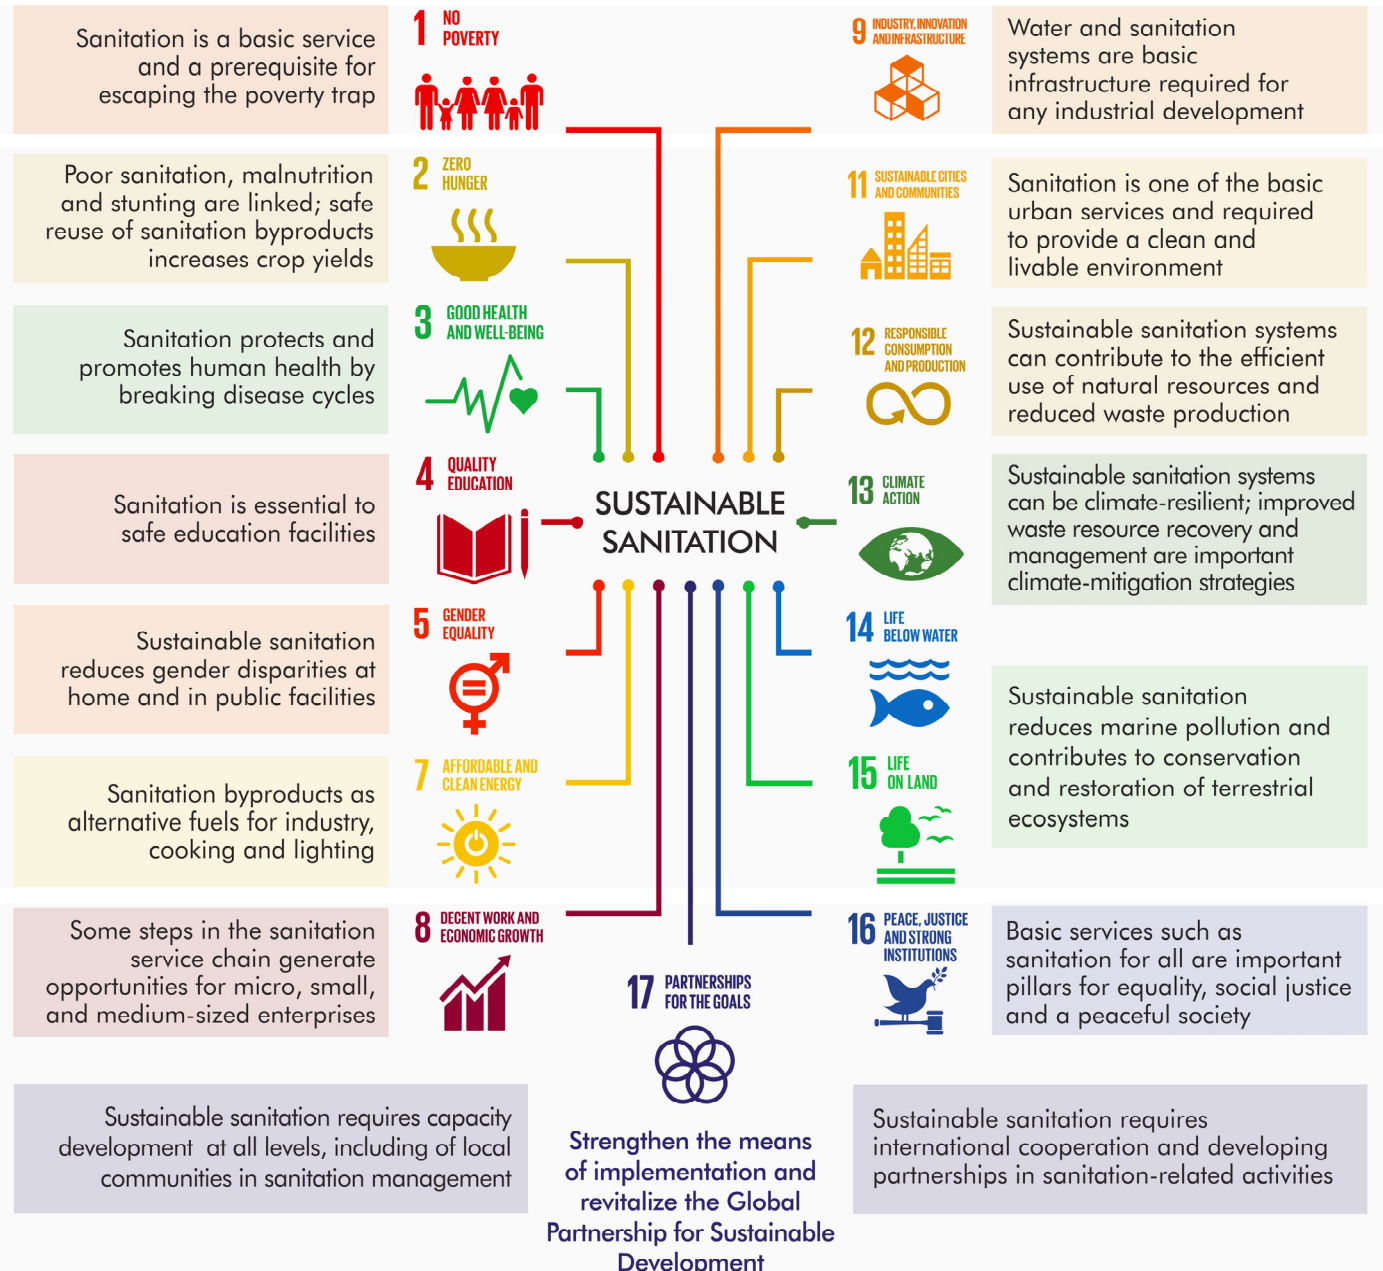 Sanitation is a basic service
and a prerequisite for
escaping the poverty trap
1 NO
POVERTY
Poor sanitation, malnutrition
and stunting are linked; safe
reuse of sanitation byproducts
increases crop yields
2 ZERO
HUNGER
Sanitation protects and
promotes human health by
breaking disease cycles
3 GOOD HEALTH
AND WELL-BEING
Sanitation is essential to
safe education facilities
4 QUALITY
EDUCATION
Sustainable sanitation
reduces gender disparities at
home and in public facilities
5 GENDER
EQUALITY
Sanitation byproducts as
alternative fuels for industry,
cooking and lighting
7 AFFORDABLE AND
CLEAN ENERGY
Some steps in the sanitation
service chain generate
opportunities for micro, small,
and medium-sized enterprises
8 DECENT WORK AND
ECONOMIC GROWTH
SUSTAINABLE
SANITATION
9 INDUSTRY, INNOVATION
AND INFRASTRUCTURE
Water and sanitation
systems are basic
infrastructure required for
any industrial development
11 SUSTAINABLE CITIES
AND COMMUNITIES
Sanitation is one of the basic
urban services and required
to provide a clean and
livable environment
12 RESPONSIBLE
CONSUMPTION
AND PRODUCTION
Sustainable sanitation systems
can contribute to the efficient
use of natural resources and
reduced waste production
13 CLIMATE
ACTION
Sustainable sanitation systems
can be climate-resilient; improved
waste resource recovery and
management are important
climate-mitigation strategies
14 LIFE
BELOW WATER
15 LIFE
ON LAND
Sustainable sanitation
reduces marine pollution and
contributes to conservation
and restoration of terrestrial
ecosystems
16 PEACE, JUSTICE
AND STRONG
INSTITUTIONS
Basic services such as
sanitation for all are important
pillars for equality, social justice
and a peaceful society
17 PARTNERSHIPS
FOR THE GOALS
Sustainable sanitation requires capacity
development at all levels, including of local
communities in sanitation management
Strengthen the means
of implementation and
revitalize the Global
Partnership for Sustainable
Development
Sustainable sanitation requires
international cooperation and developing
partnerships in sanitation-related activities